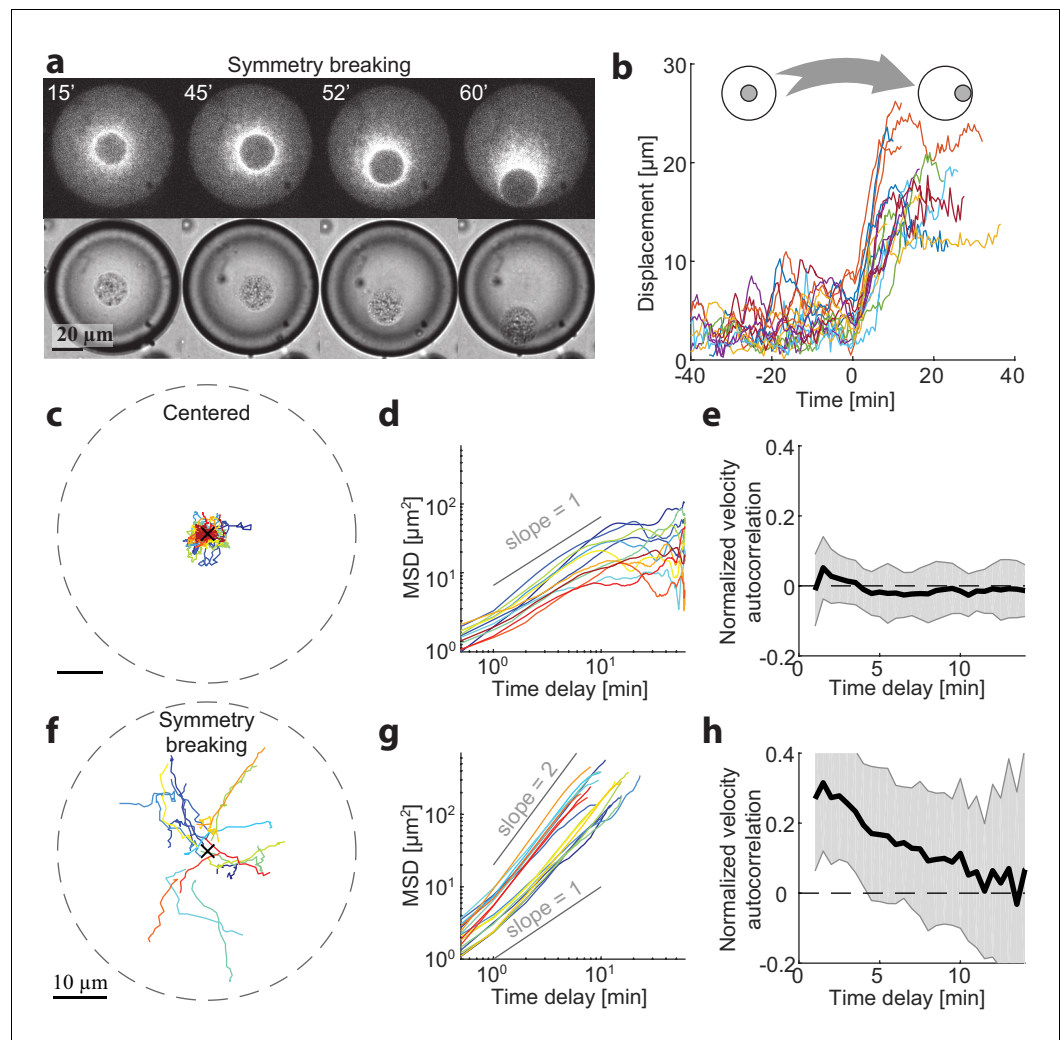 a
Symmetry breaking
15’
45’
52’
60’
20 µm
b
30
20
10
0
Displacement [µm]
-40
-20
0
20
40
Time [min]
c
Centered
d
MSD [µm²]
10²
10¹
10⁰
slope = 1
10⁰
10¹
Time delay [min]
e
Normalized velocity
autocorrelation
0.4
0.2
0
-0.2
0
5
10
Time delay [min]
f
Symmetry
breaking
10 µm
g
MSD [µm²]
10²
10¹
10⁰
slope = 2
slope = 1
10⁰
10¹
Time delay [min]
h
Normalized velocity
autocorrelation
0.4
0.2
0
-0.2
0
5
10
Time delay [min]